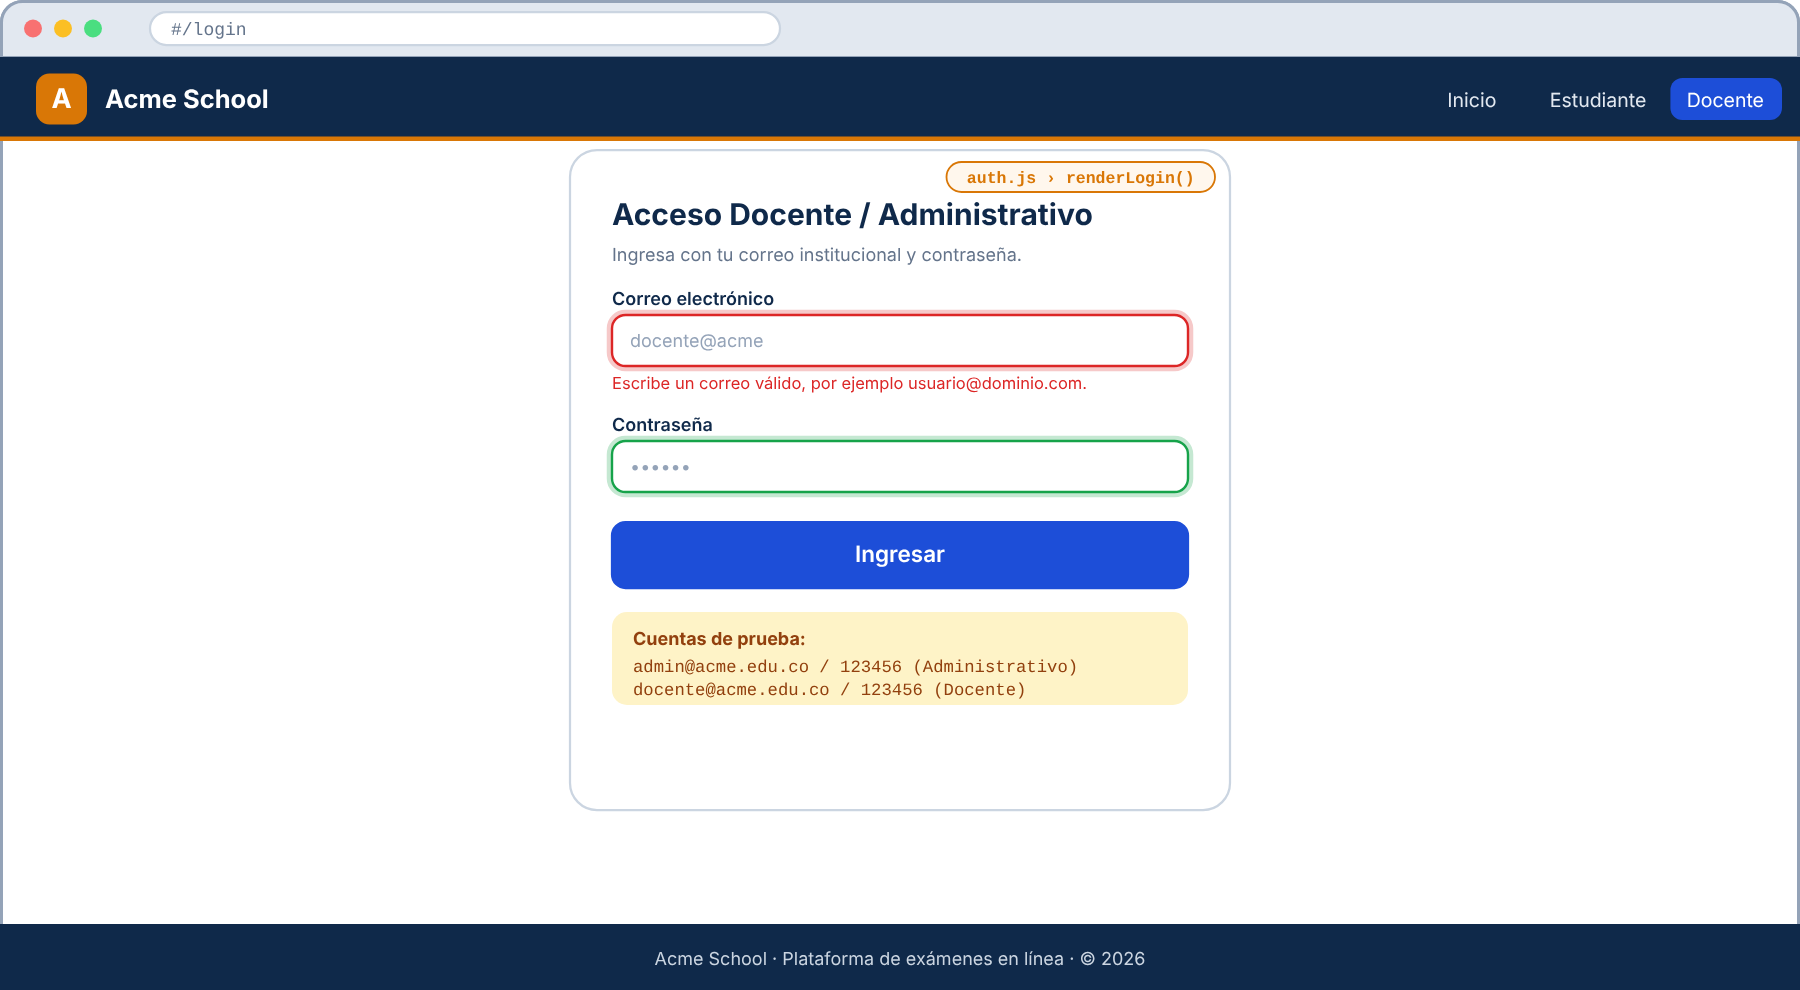 #/login
A
Acme School
Inicio
Estudiante
Docente
auth.js › renderLogin()
Acceso Docente / Administrativo
Ingresa con tu correo institucional y contraseña.
Correo electrónico
docente@acme
Escribe un correo válido, por ejemplo usuario@dominio.com.
Contraseña
••••••
Ingresar
Cuentas de prueba:
admin@acme.edu.co / 123456 (Administrativo)
docente@acme.edu.co / 123456 (Docente)
Acme School · Plataforma de exámenes en línea · © 2026